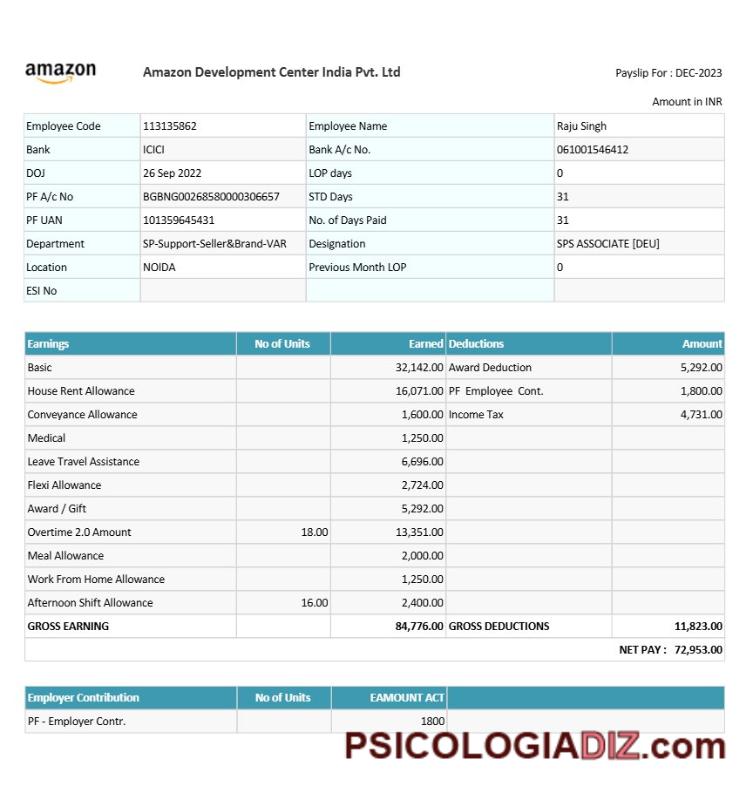 amazon
Amazon Development Center India Pvt. Ltd
Payslip For : DEC-2023
Amount in INR
Employee Code 113135862 Employee Name Raju Singh
Bank ICICI Bank A/c No. 061001546412
DOJ 26 Sep 2022 LOP days 0
PF A/c No BGBNG00268580000306657 STD Days 31
PF UAN 101359645431 No. of Days Paid 31
Department SP-Support-Seller&Brand-VAR Designation SPS ASSOCIATE [DEU]
Location NOIDA Previous Month LOP 0
ESI No
Earnings No of Units Earned Deductions Amount
Basic 32,142.00 Award Deduction 5,292.00
House Rent Allowance 16,071.00 PF Employee Cont. 1,800.00
Conveyance Allowance 1,600.00 Income Tax 4,731.00
Medical 1,250.00
Leave Travel Assistance 6,696.00
Flexi Allowance 2,724.00
Award / Gift 5,292.00
Overtime 2.0 Amount 18.00 13,351.00
Meal Allowance 2,000.00
Work From Home Allowance 1,250.00
Afternoon Shift Allowance 16.00 2,400.00
GROSS EARNING 84,776.00 GROSS DEDUCTIONS 11,823.00
NET PAY : 72,953.00
Employer Contribution No of Units EAMOUNT ACT
PF - Employer Contr. 1800
PSICOLOGIADIZ.com